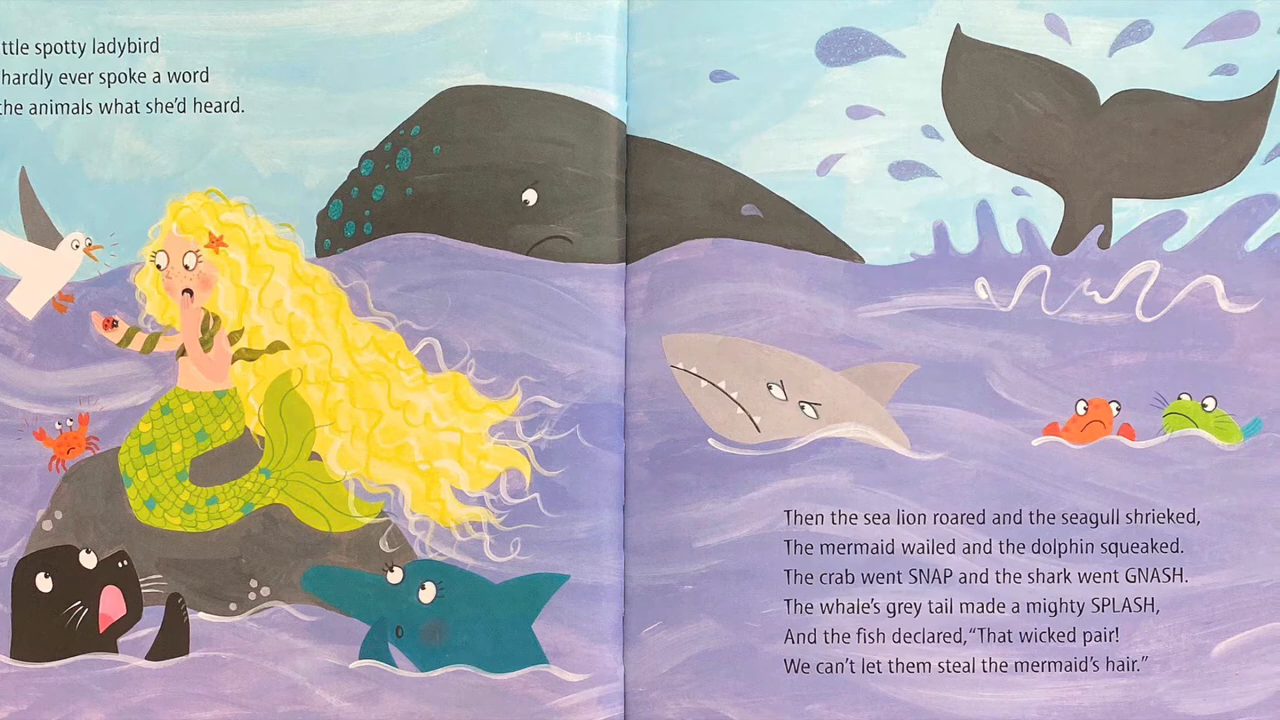 ttle spotty ladybird
hardly ever spoke a word
the animals what she'd heard.
Then the sea lion roared and the seagull shrieked,
The mermaid wailed and the dolphin squeaked.
The crab went SNAP and the shark went GNASH.
The whale's grey tail made a mighty SPLASH,
And the fish declared, “That wicked pair!
We can't let them steal the mermaid's hair.”